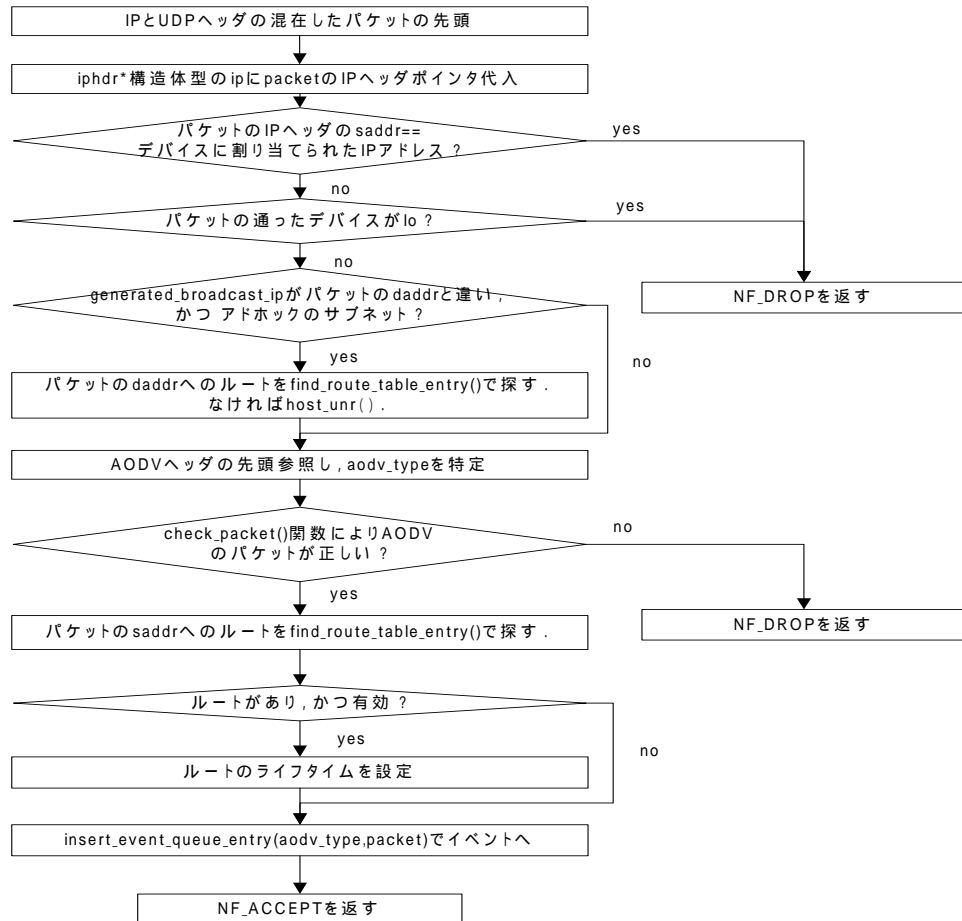 IPとUDPヘッダの混在したパケットの先頭
iphdr*構造体型のipにpacketのIPヘッダポインタ代入
パケットのIPヘッダのsaddr==
デバイスに割り当てられたIPアドレス?
yes
no
パケットの通ったデバイスがlo?
yes
no
NF_DROPを返す
generated_broadcast_ipがパケットのdaddrと違い,
かつ アドホックのサブネット?
no
yes
パケットのdaddrへのルートをfind_route_table_entry()で探す.
なければhost_unr().
AODVヘッダの先頭参照し,aodv_typeを特定
check_packet()関数によりAODV
のパケットが正しい?
no
yes
NF_DROPを返す
パケットのsaddrへのルートをfind_route_table_entry()で探す.
ルートがあり,かつ有効?
yes
no
ルートのライフタイムを設定
insert_event_queue_entry(aodv_type,packet)でイベントへ
NF_ACCEPTを返す